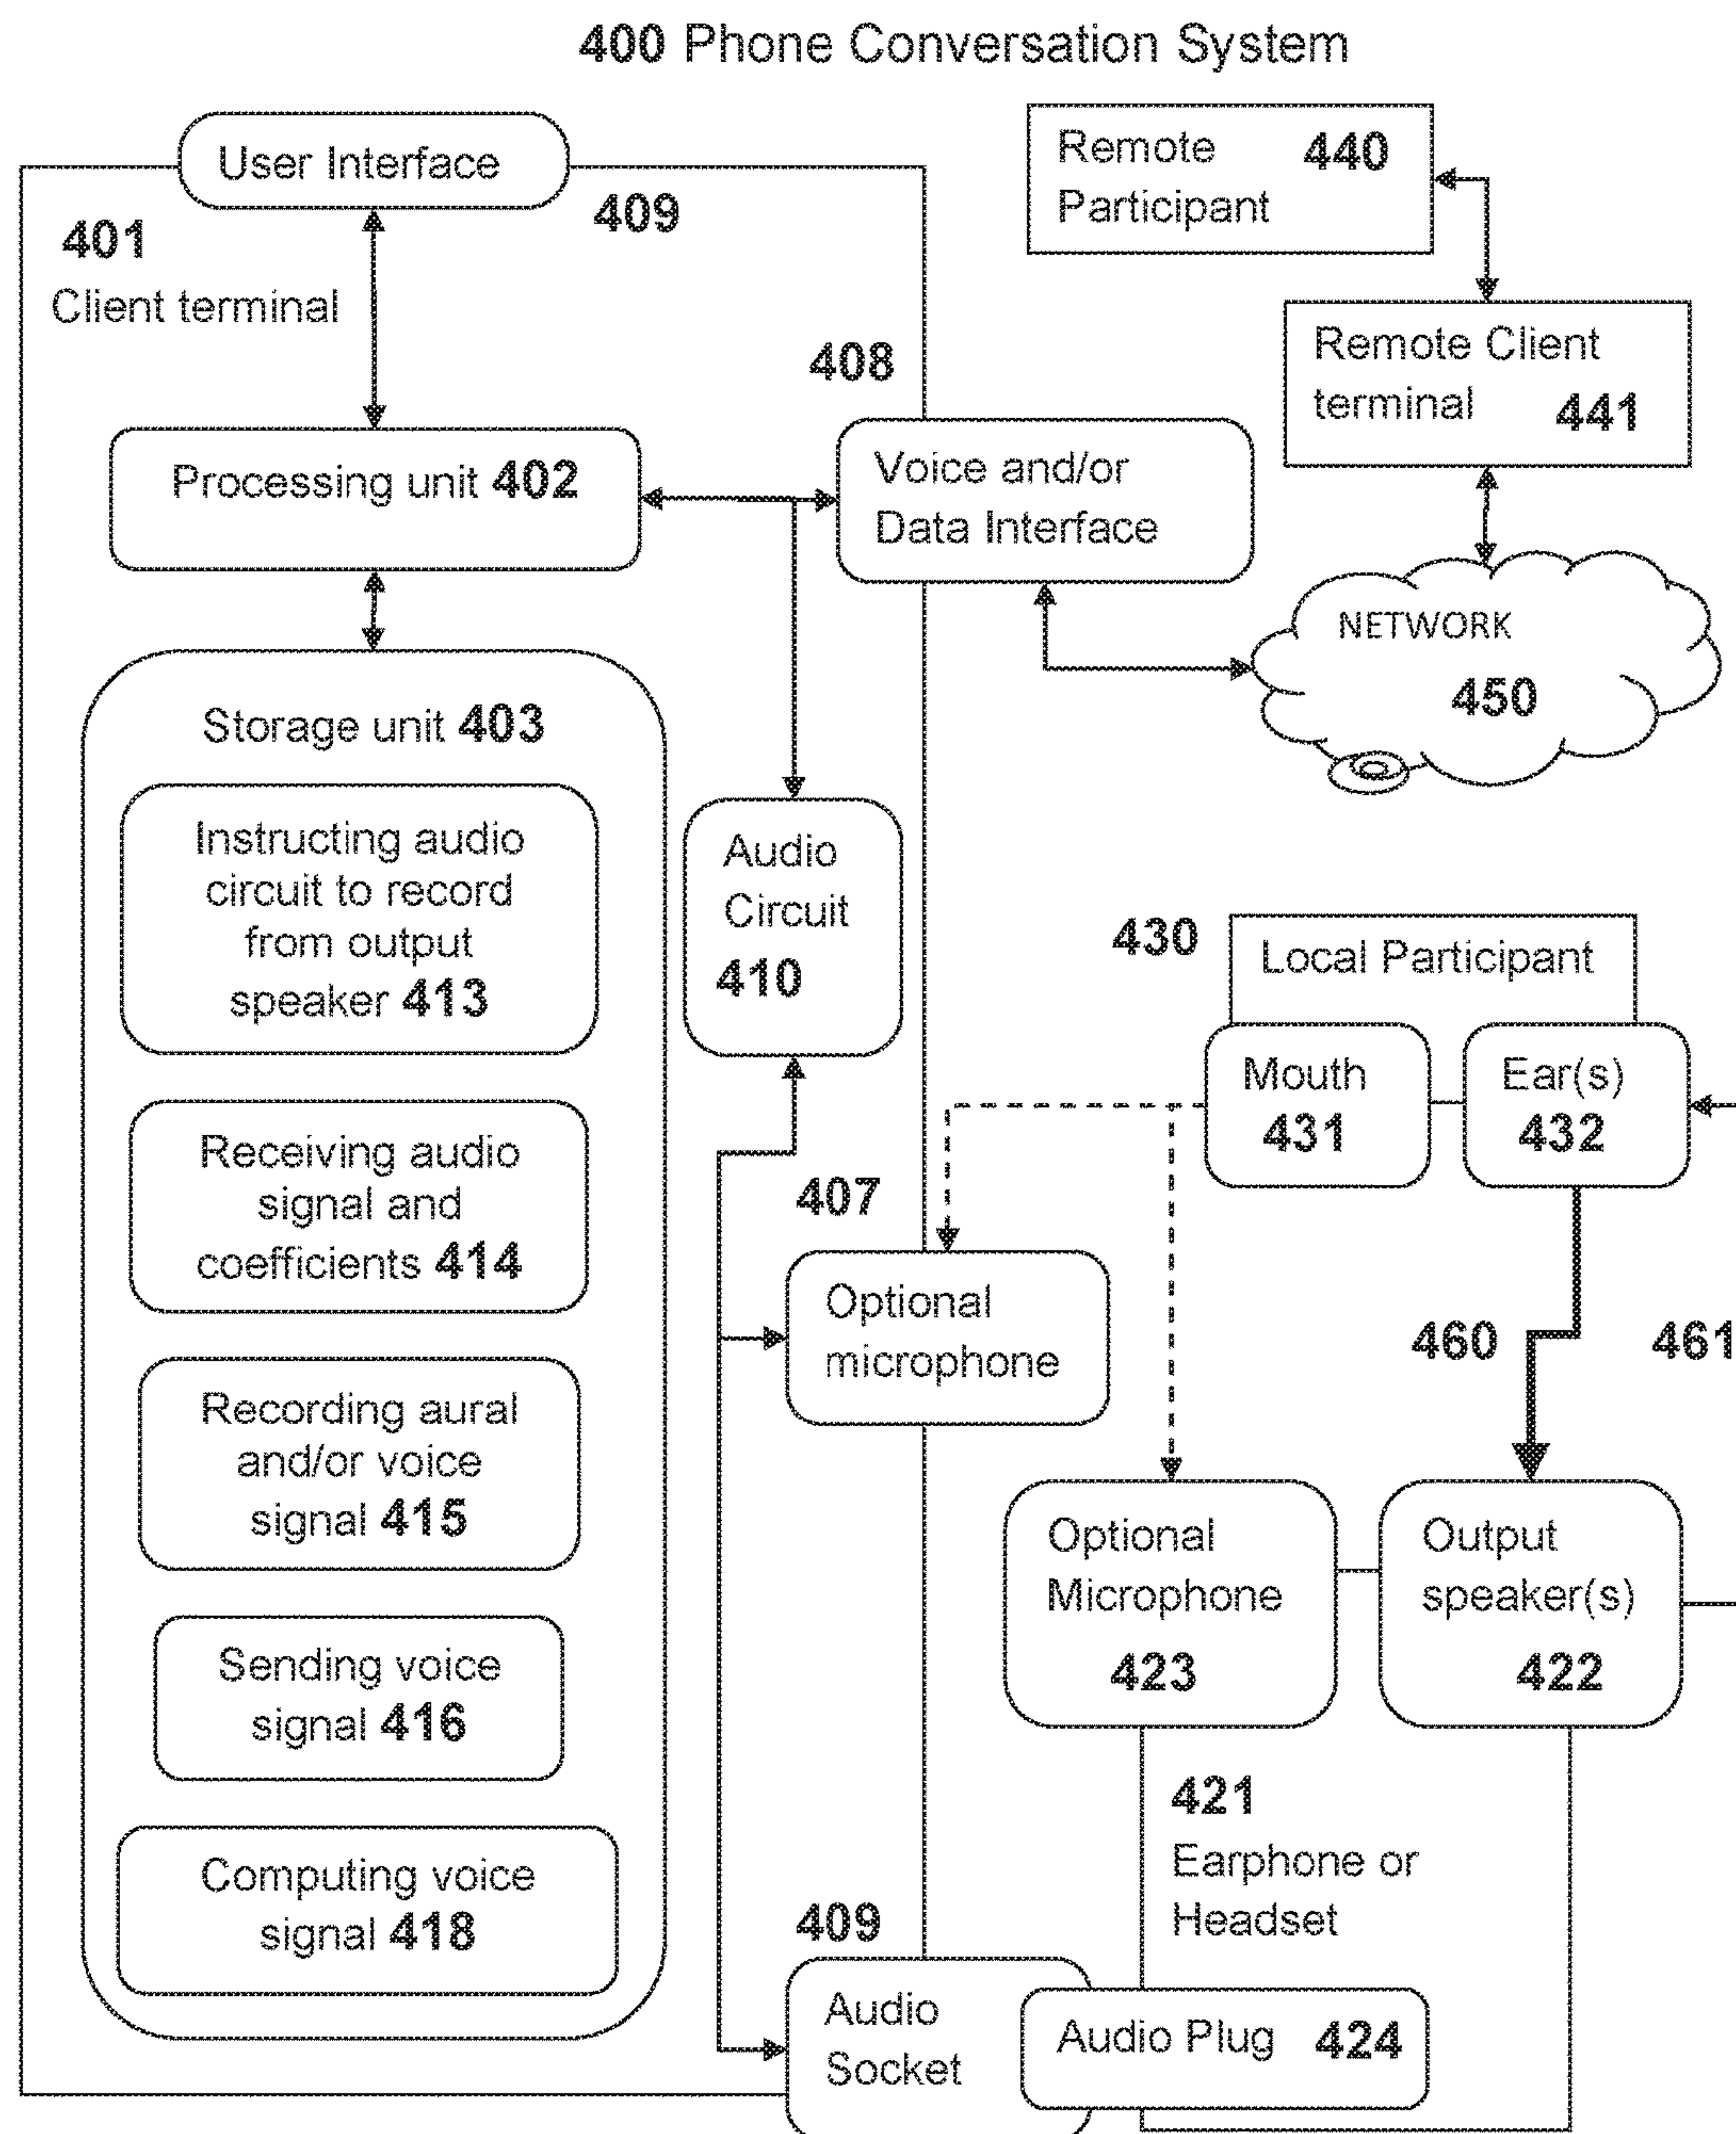 400 Phone Conversation System
User Interface
409
401
Client terminal
Remote 440
Participant
Remote Client
terminal 441
408
Processing unit 402
Voice and/or
Data Interface
NETWORK
450
Storage unit 403
Instructing audio
circuit to record
from output
speaker 413
Audio
Circuit
410
430
Local Participant
Mouth
431
Ear(s)
432
Receiving audio
signal and
coefficients 414
407
Optional
microphone
460
461
Recording aural
and/or voice
signal 415
Optional
Microphone
423
Output
speaker(s)
422
Sending voice
signal 416
421
Earphone or
Headset
Computing voice
signal 418
409
Audio
Socket
Audio Plug 424